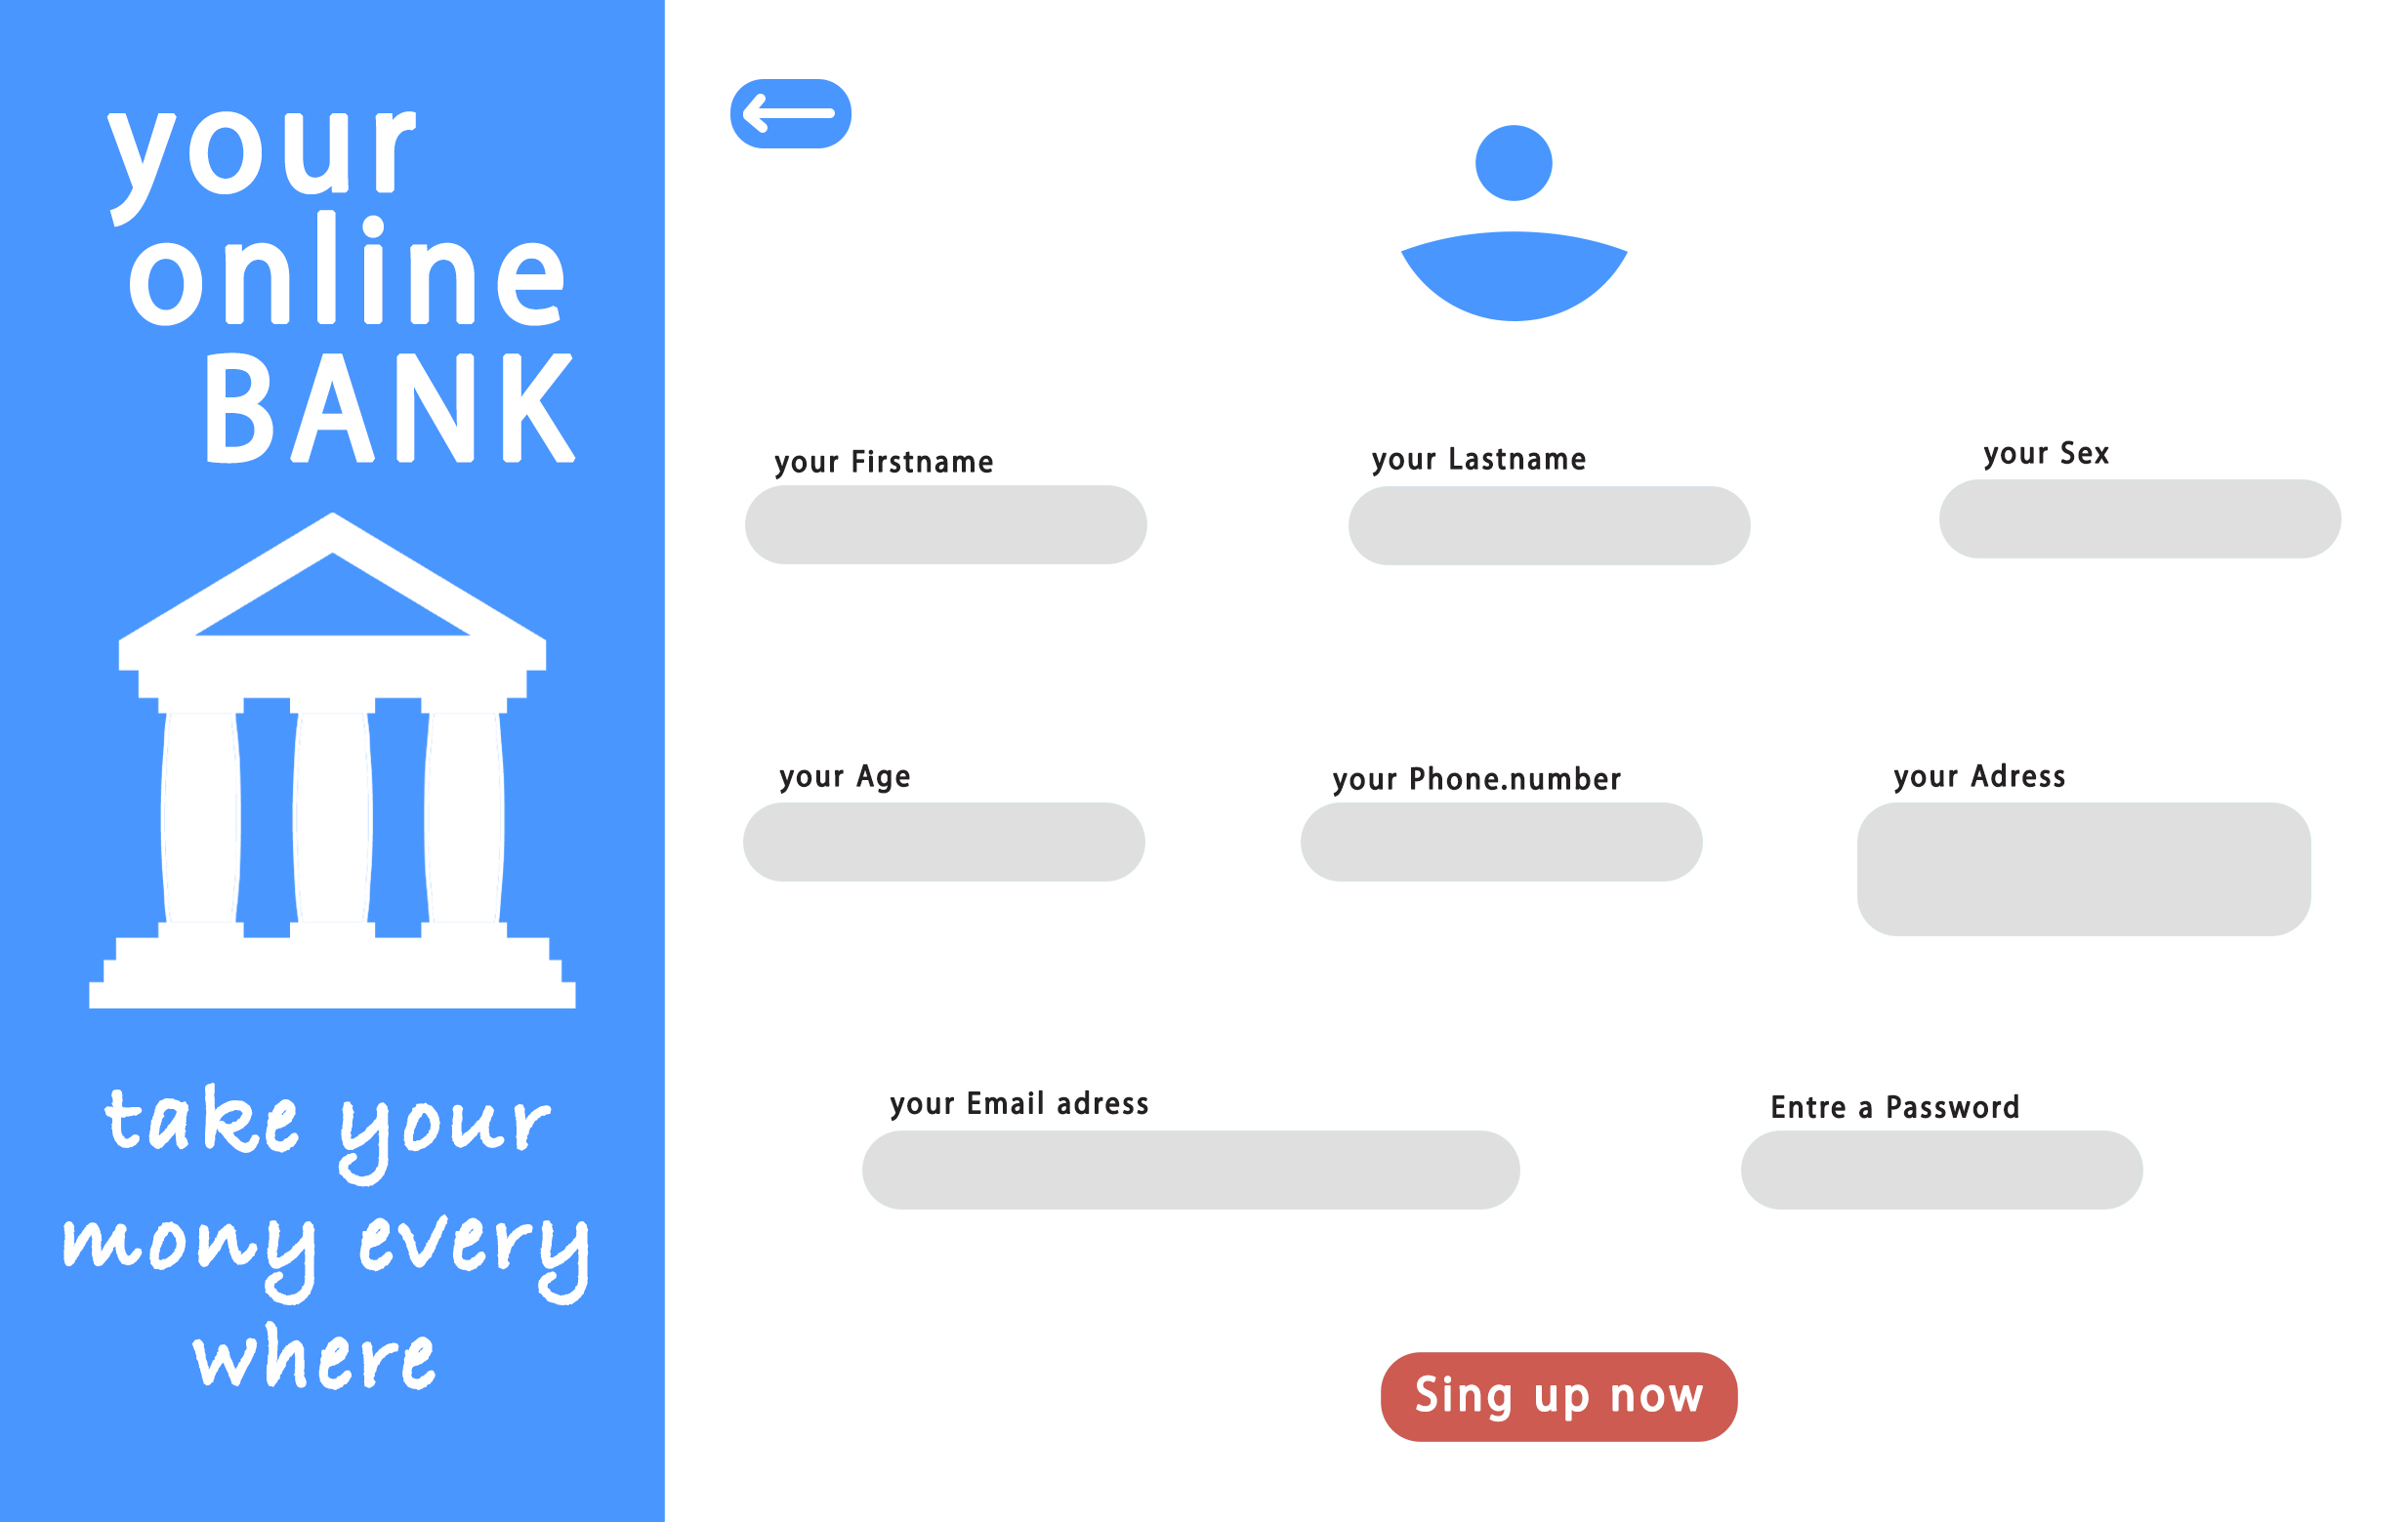 your
online
BANK
take your
mony every
where
your Firstname
your Lastname
your Sex
your Age
your Phone.number
your Adress
your Email adress
Entre a Password
Sing up now